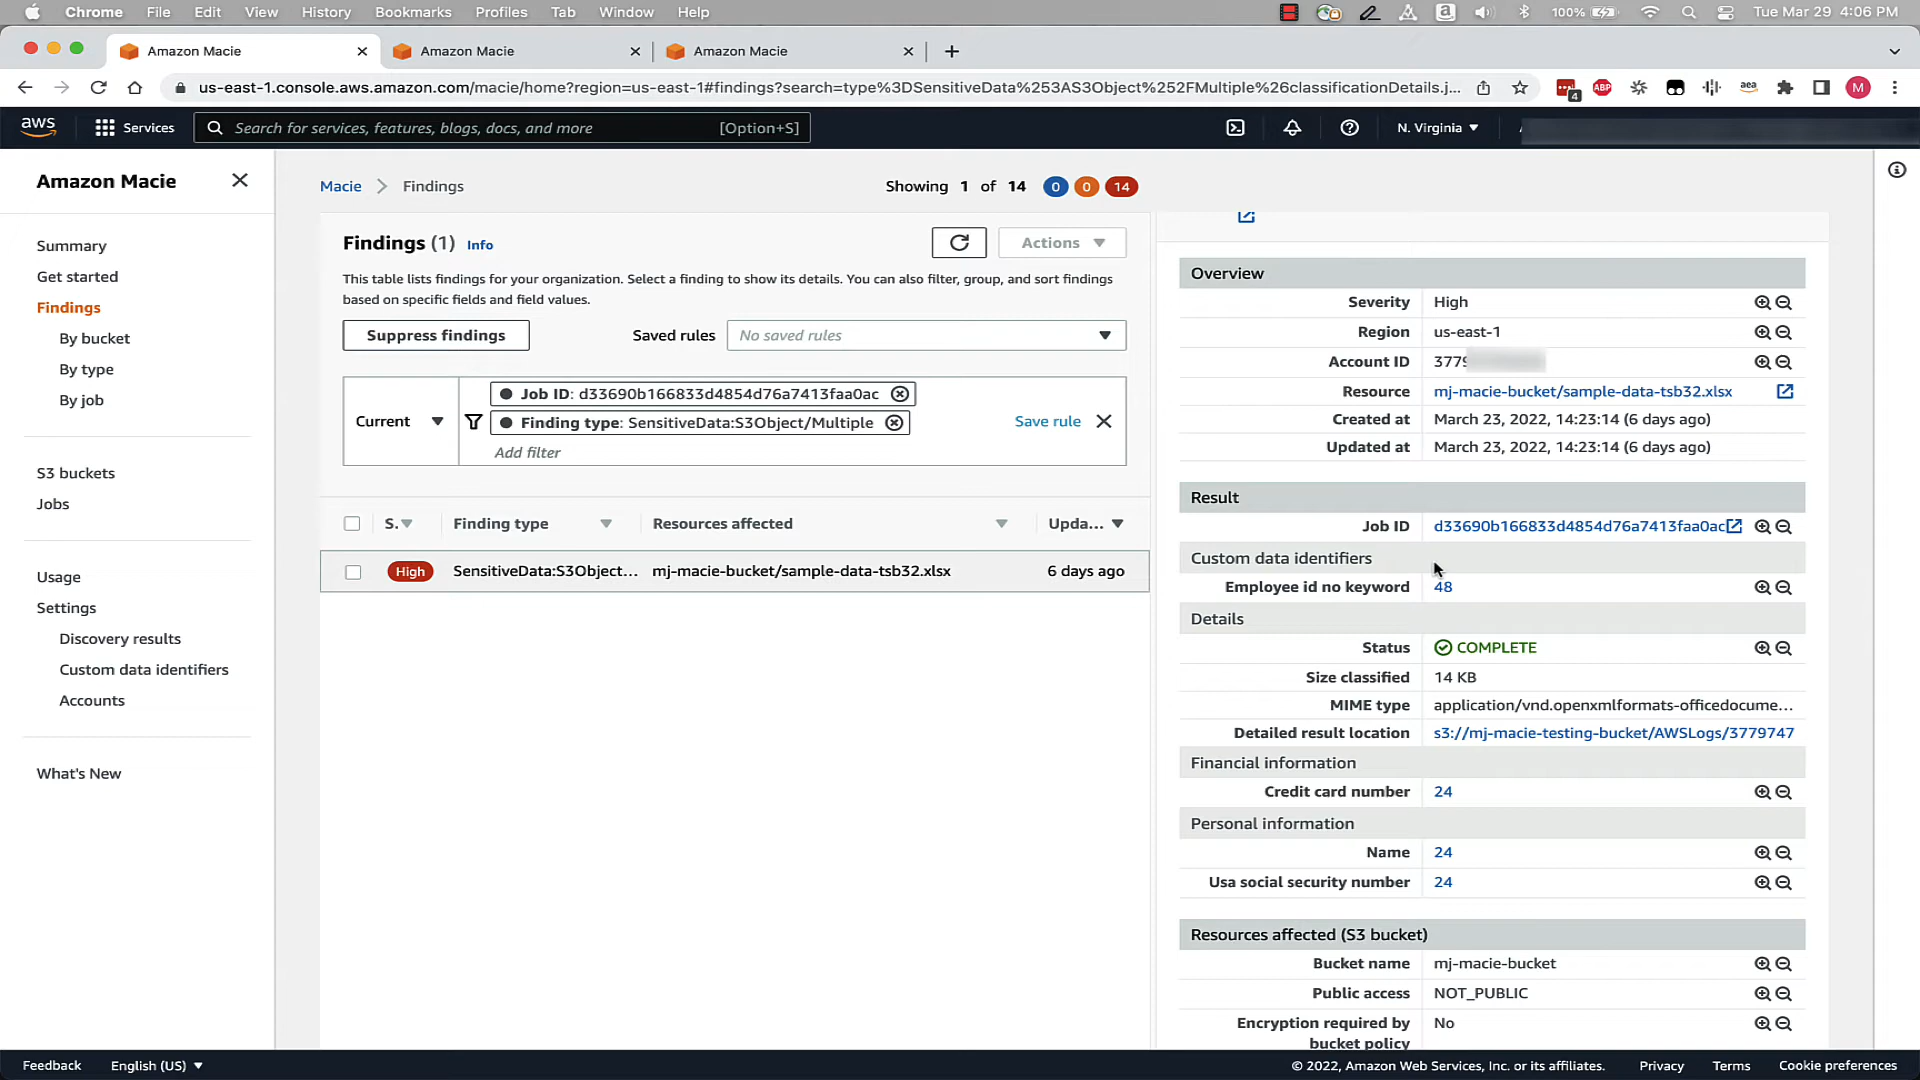 Chrome File Edit View History Bookmarks Profiles Tab Window Help
100% Tue Mar 29 4:06 PM
Amazon Macie
Amazon Macie
Amazon Macie
us-east-1.console.aws.amazon.com/macie/home?region=us-east-1#findings?search=type%3DSensitiveData%253AS3Object%252FMultiple%26classificationDetails.j...
4
ABP
aea
M
aws
Services
Search for services, features, blogs, docs, and more [Option+S]
N. Virginia
Amazon Macie
Summary
Get started
Findings
By bucket
By type
By job
S3 buckets
Jobs
Usage
Settings
Discovery results
Custom data identifiers
Accounts
What's New
Macie > Findings
Showing 1 of 14 0 0 14
Findings (1) Info
Actions
This table lists findings for your organization. Select a finding to show its details. You can also filter, group, and sort findings
based on specific fields and field values.
Suppress findings
Saved rules
No saved rules
Current
Job ID: d33690b166833d4854d76a7413faa0ac
Finding type: SensitiveData:S3Object/Multiple
Add filter
Save rule
S. Finding type Resources affected Upda...
High SensitiveData:S3Object... mj-macie-bucket/sample-data-tsb32.xlsx 6 days ago
Overview
Severity High
Region us-east-1
Account ID 3779
Resource mj-macie-bucket/sample-data-tsb32.xlsx
Created at March 23, 2022, 14:23:14 (6 days ago)
Updated at March 23, 2022, 14:23:14 (6 days ago)
Result
Job ID d33690b166833d4854d76a7413faa0ac
Custom data identifiers
Employee id no keyword 48
Details
Status COMPLETE
Size classified 14 KB
MIME type application/vnd.openxmlformats-officedocume...
Detailed result location s3://mj-macie-testing-bucket/AWSLogs/3779747
Financial information
Credit card number 24
Personal information
Name 24
Usa social security number 24
Resources affected (S3 bucket)
Bucket name mj-macie-bucket
Public access NOT_PUBLIC
Encryption required by No
bucket policy
Feedback English (US)
© 2022, Amazon Web Services, Inc. or its affiliates. Privacy Terms Cookie preferences